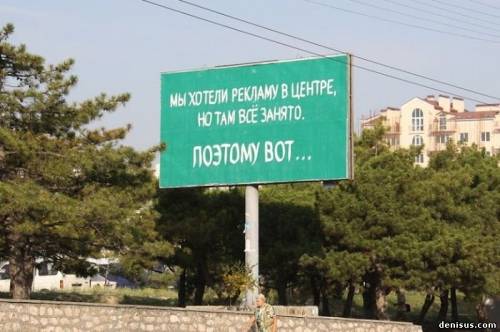 МЫ ХОТЕЛИ РЕКЛАМУ В ЦЕНТРЕ,
НО ТАМ ВСЁ ЗАНЯТО.
ПОЭТОМУ ВОТ...
denisus.com